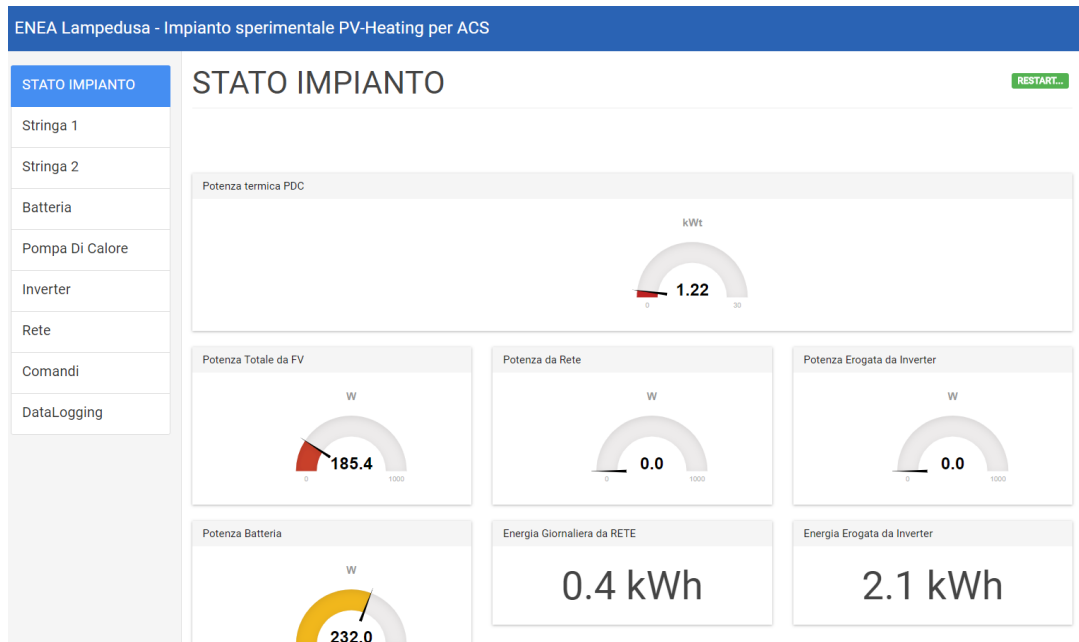 ENEA Lampedusa - Impianto sperimentale PV-Heating per ACS
STATO IMPIANTO
Stringa 1
Stringa 2
Batteria
Pompa Di Calore
Inverter
Rete
Comandi
DataLogging
STATO IMPIANTO
RESTART...
Potenza termica PDC
kWt
1.22
0 30
Potenza Totale da FV
W
185.4
0 1000
Potenza da Rete
W
0.0
0 1000
Potenza Erogata da Inverter
W
0.0
0 1000
Potenza Batteria
W
232.0
Energia Giornaliera da RETE
0.4 kWh
Energia Erogata da Inverter
2.1 kWh